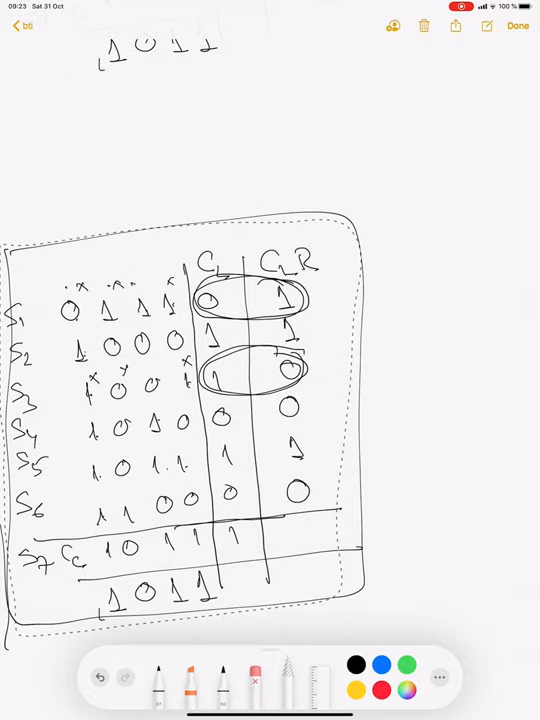 09:23 Sat 31 Oct 100 %
bti Done
1 0 1 1
CL CLR
S1 0 1 1 1 0 1
S2 1 0 0 0 1 1
S3 1 0 0 1 1 0
S4 1 0 1 0 0 0
S5 1 0 1 1 1 1
S6 1 1 0 0 0 0
S7 CC 1 0 1 1 1
1 0 1 1